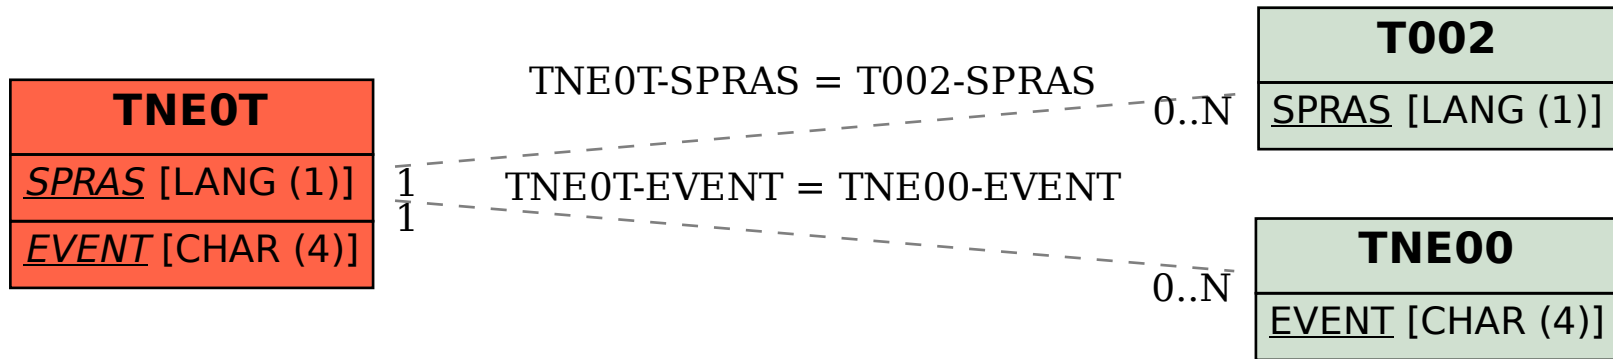 TNE0T
SPRAS [LANG (1)]
EVENT [CHAR (4)]
TNE0T-SPRAS = T002-SPRAS
0..N
1
TNE0T-EVENT = TNE00-EVENT
1
0..N
T002
SPRAS [LANG (1)]
TNE00
EVENT [CHAR (4)]